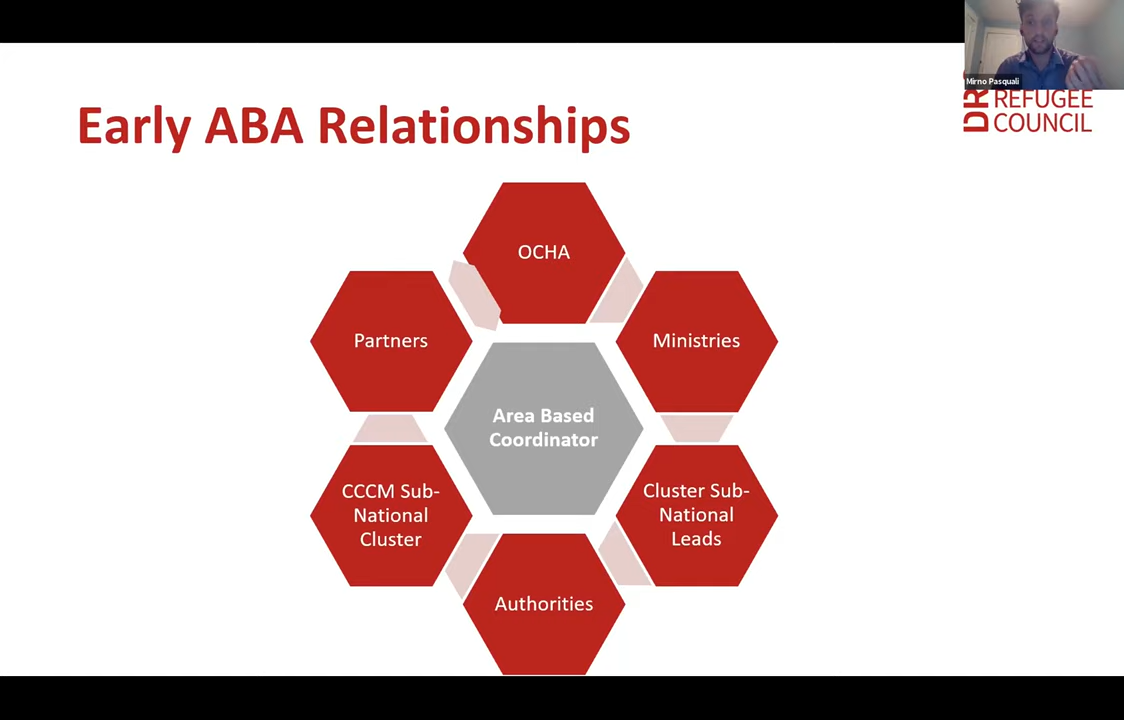 Mirno Pasquali
REFUGEE
COUNCIL
Early ABA Relationships
OCHA
Partners
Ministries
Area Based
Coordinator
CCCM Sub-
National
Cluster
Cluster Sub-
National
Leads
Authorities